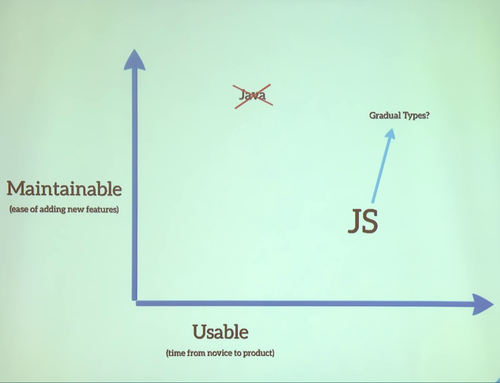 Java
Gradual Types?
Maintainable
(ease of adding new features)
JS
Usable
(time from novice to product)